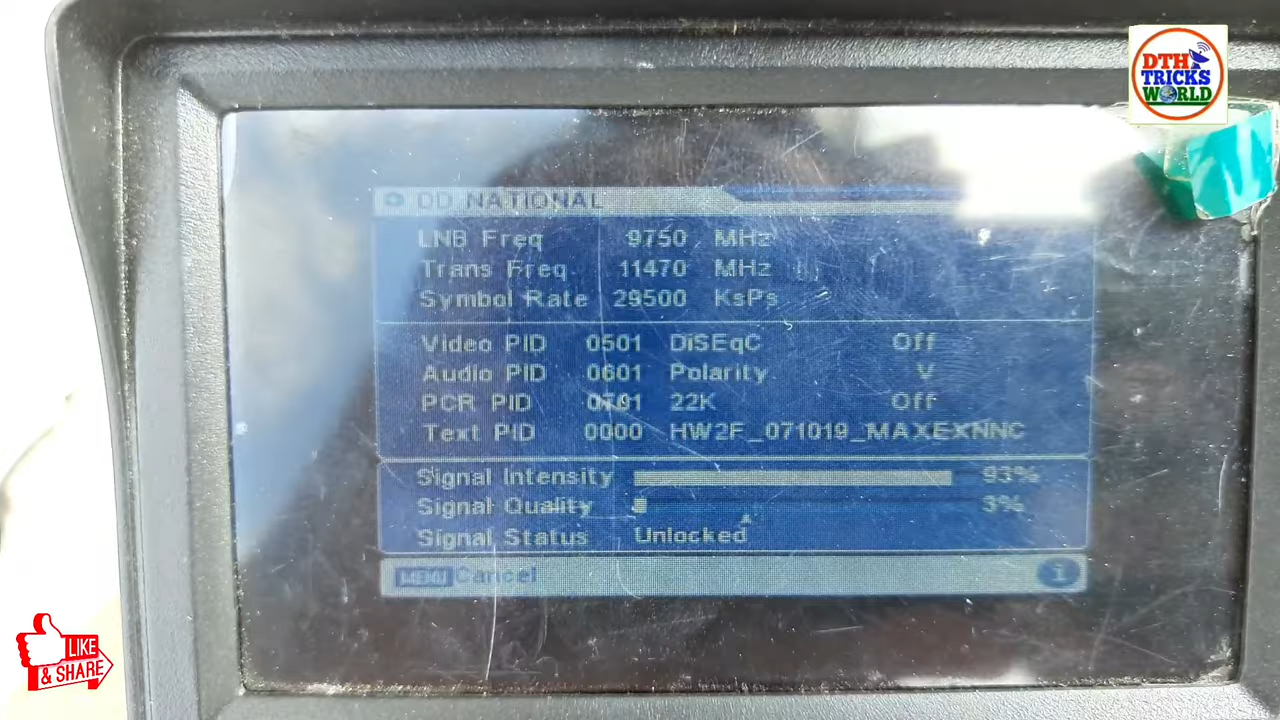 DTH
TRICKS
WORLD
DD NATIONAL
LNB Freq 9750 MHz
Trans Freq 11470 MHz
Symbol Rate 29500 KsPs
Video PID 0501 DiSEqC Off
Audio PID 0601 Polarity V
PCR PID 0701 22K Off
Text PID 0000 HW2F_071019_MAXEXNNC
Signal Intensity 93%
Signal Quality 3%
Signal Status Unlocked
MENU Cancel i
LIKE
& SHARE